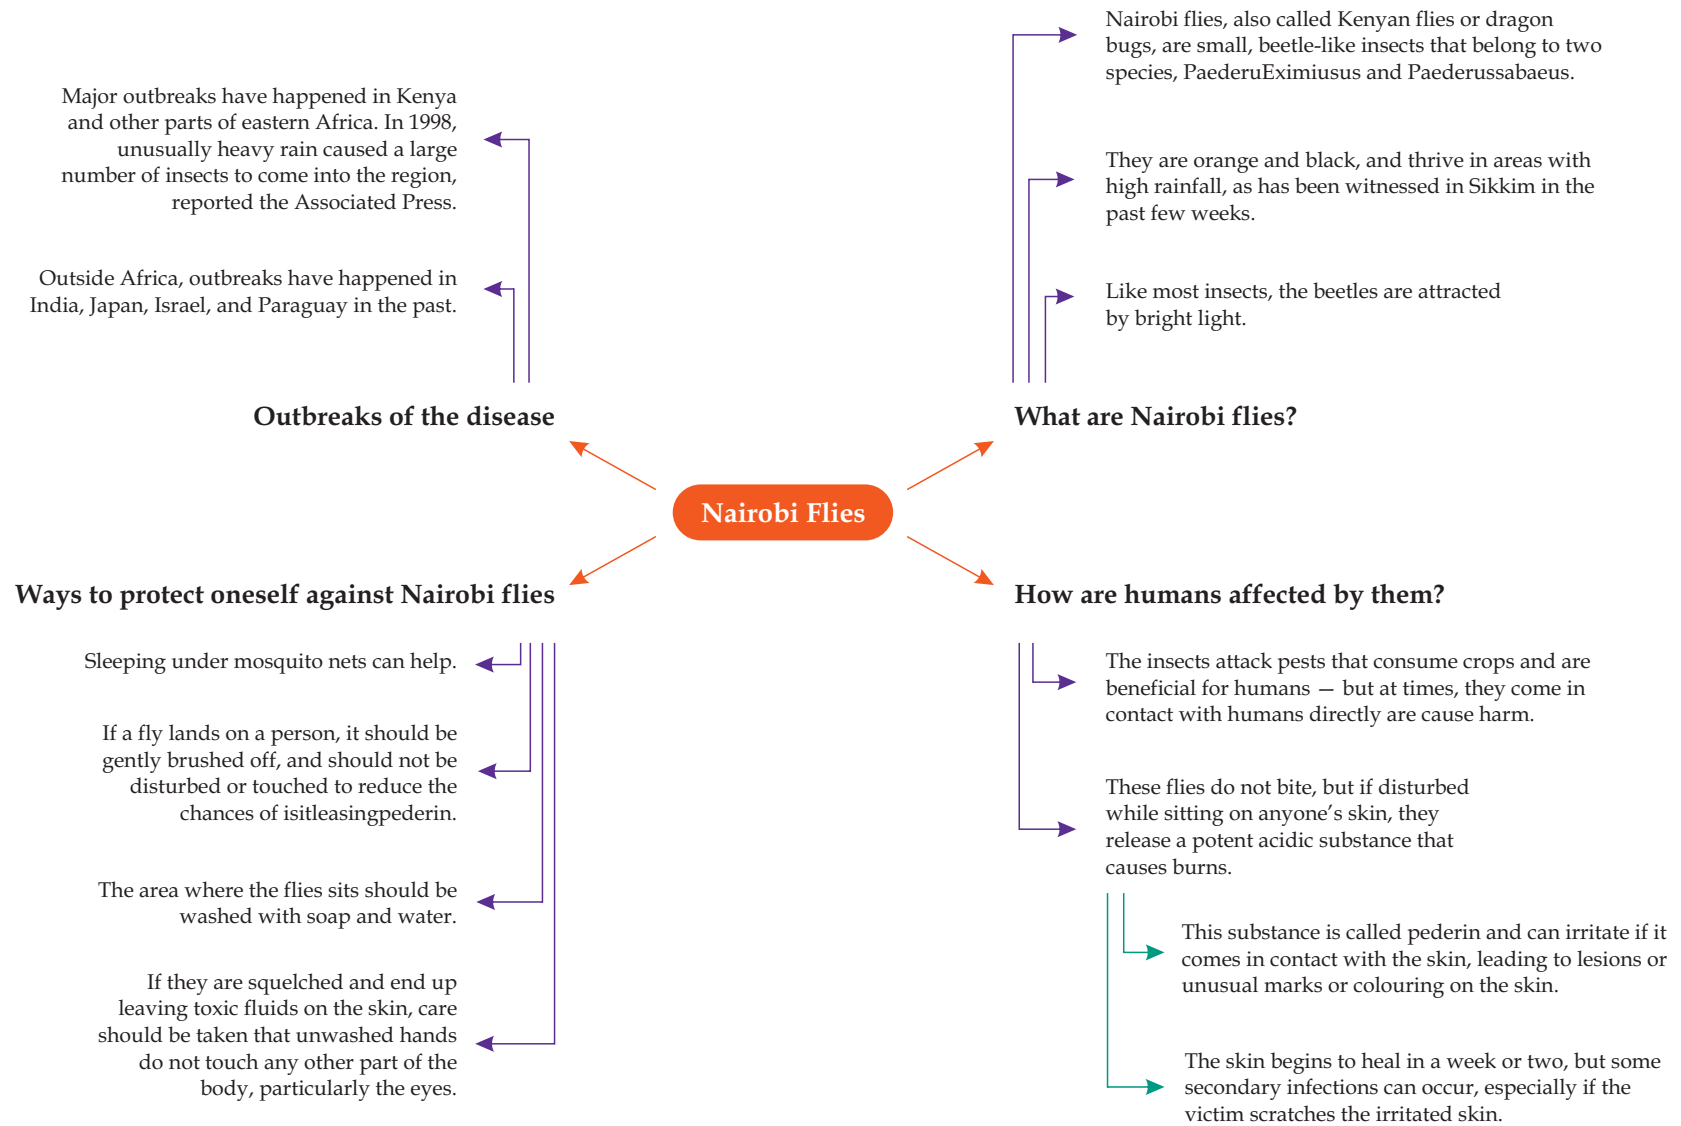 Nairobi Flies
What are Nairobi flies?
Nairobi flies, also called Kenyan flies or dragon
bugs, are small, beetle-like insects that belong to two
species, PaederuEximiusus and Paederussabaeus.
They are orange and black, and thrive in areas with
high rainfall, as has been witnessed in Sikkim in the
past few weeks.
Like most insects, the beetles are attracted
by bright light.
How are humans affected by them?
The insects attack pests that consume crops and are
beneficial for humans — but at times, they come in
contact with humans directly are cause harm.
These flies do not bite, but if disturbed
while sitting on anyone's skin, they
release a potent acidic substance that
causes burns.
This substance is called pederin and can irritate if it
comes in contact with the skin, leading to lesions or
unusual marks or colouring on the skin.
The skin begins to heal in a week or two, but some
secondary infections can occur, especially if the
victim scratches the irritated skin.
Outbreaks of the disease
Major outbreaks have happened in Kenya
and other parts of eastern Africa. In 1998,
unusually heavy rain caused a large
number of insects to come into the region,
reported the Associated Press.
Outside Africa, outbreaks have happened in
India, Japan, Israel, and Paraguay in the past.
Ways to protect oneself against Nairobi flies
Sleeping under mosquito nets can help.
If a fly lands on a person, it should be
gently brushed off, and should not be
disturbed or touched to reduce the
chances of isitleasingpederin.
The area where the flies sits should be
washed with soap and water.
If they are squelched and end up
leaving toxic fluids on the skin, care
should be taken that unwashed hands
do not touch any other part of the
body, particularly the eyes.